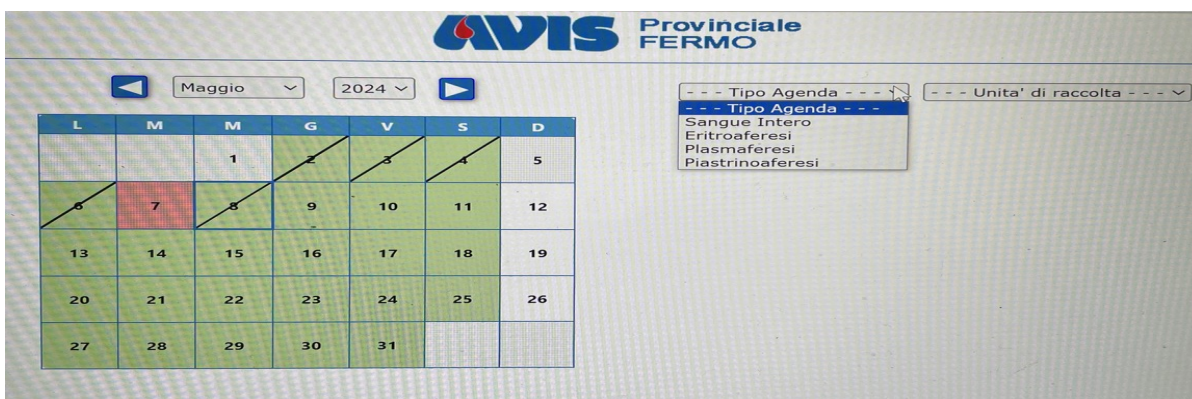 AVIS Provinciale
FERMO
Maggio 2024 - - - Tipo Agenda - - - - - - Unita' di raccolta - - -
- - - Tipo Agenda - - -
Sangue Intero
Eritroaferesi
Plasmaferesi
Piastrinoaferesi
L M M G V S D
1 2 3 4 5
6 7 8 9 10 11 12
13 14 15 16 17 18 19
20 21 22 23 24 25 26
27 28 29 30 31